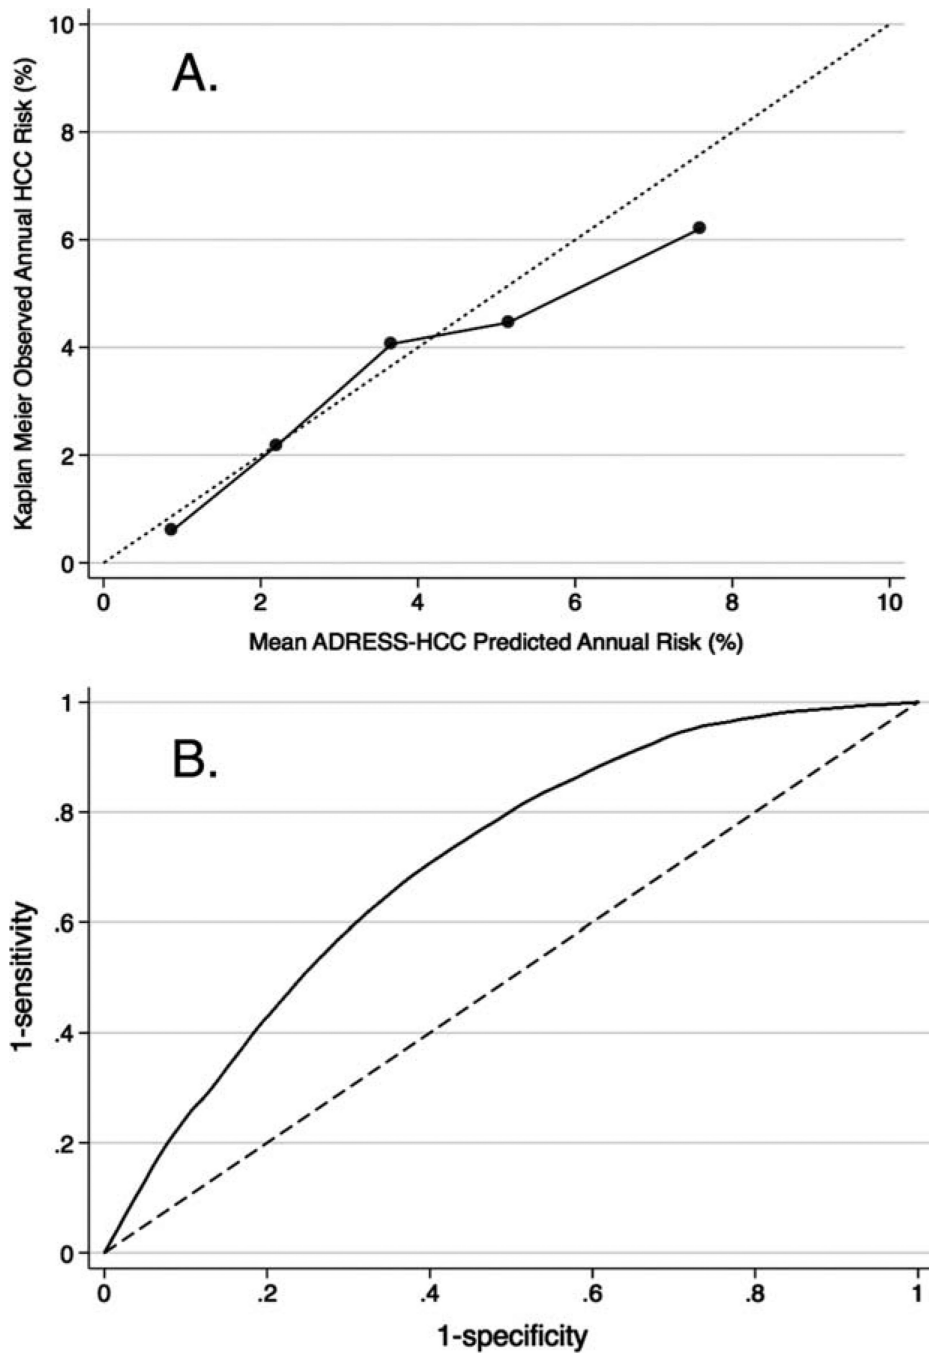 A.
Kaplan Meier Observed Annual HCC Risk (%)
10
8
6
4
2
0
0 2 4 6 8 10
Mean ADRESS-HCC Predicted Annual Risk (%)
B.
1-sensitivity
1
.8
.6
.4
.2
0
0 .2 .4 .6 .8 1
1-specificity